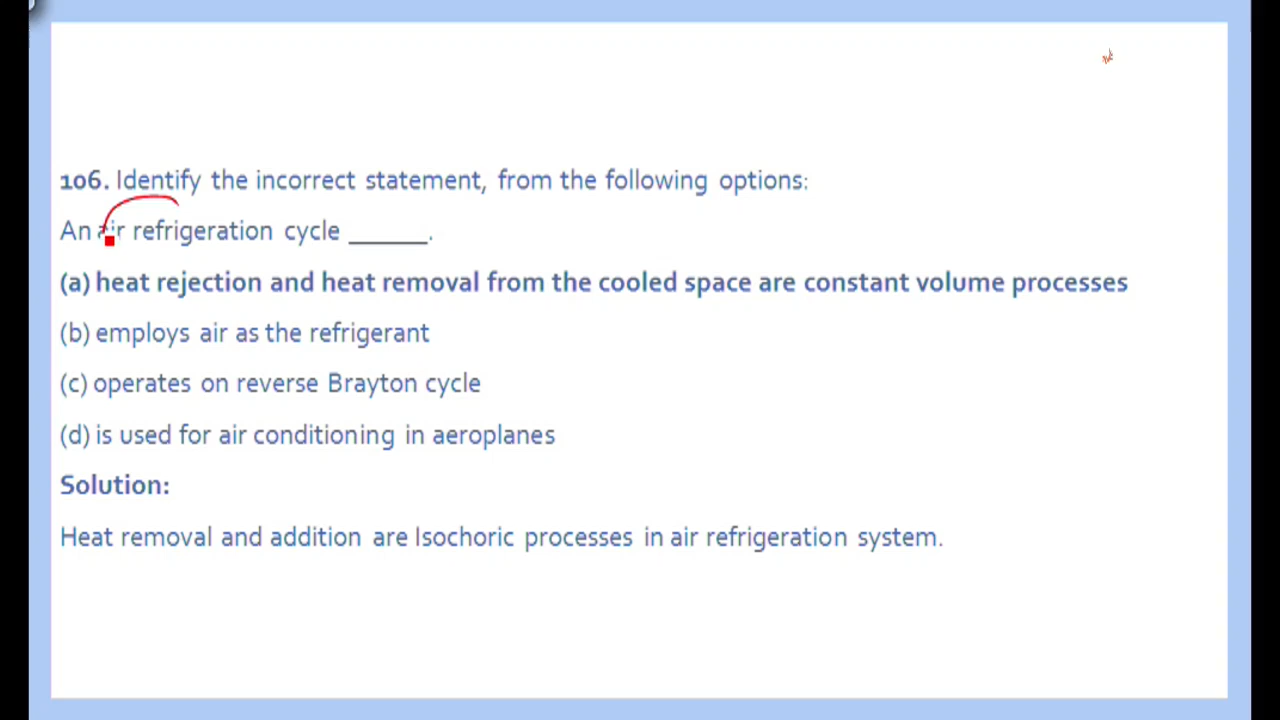 106. Identify the incorrect statement, from the following options:
An air refrigeration cycle ______.
(a) heat rejection and heat removal from the cooled space are constant volume processes
(b) employs air as the refrigerant
(c) operates on reverse Brayton cycle
(d) is used for air conditioning in aeroplanes
Solution:
Heat removal and addition are Isochoric processes in air refrigeration system.